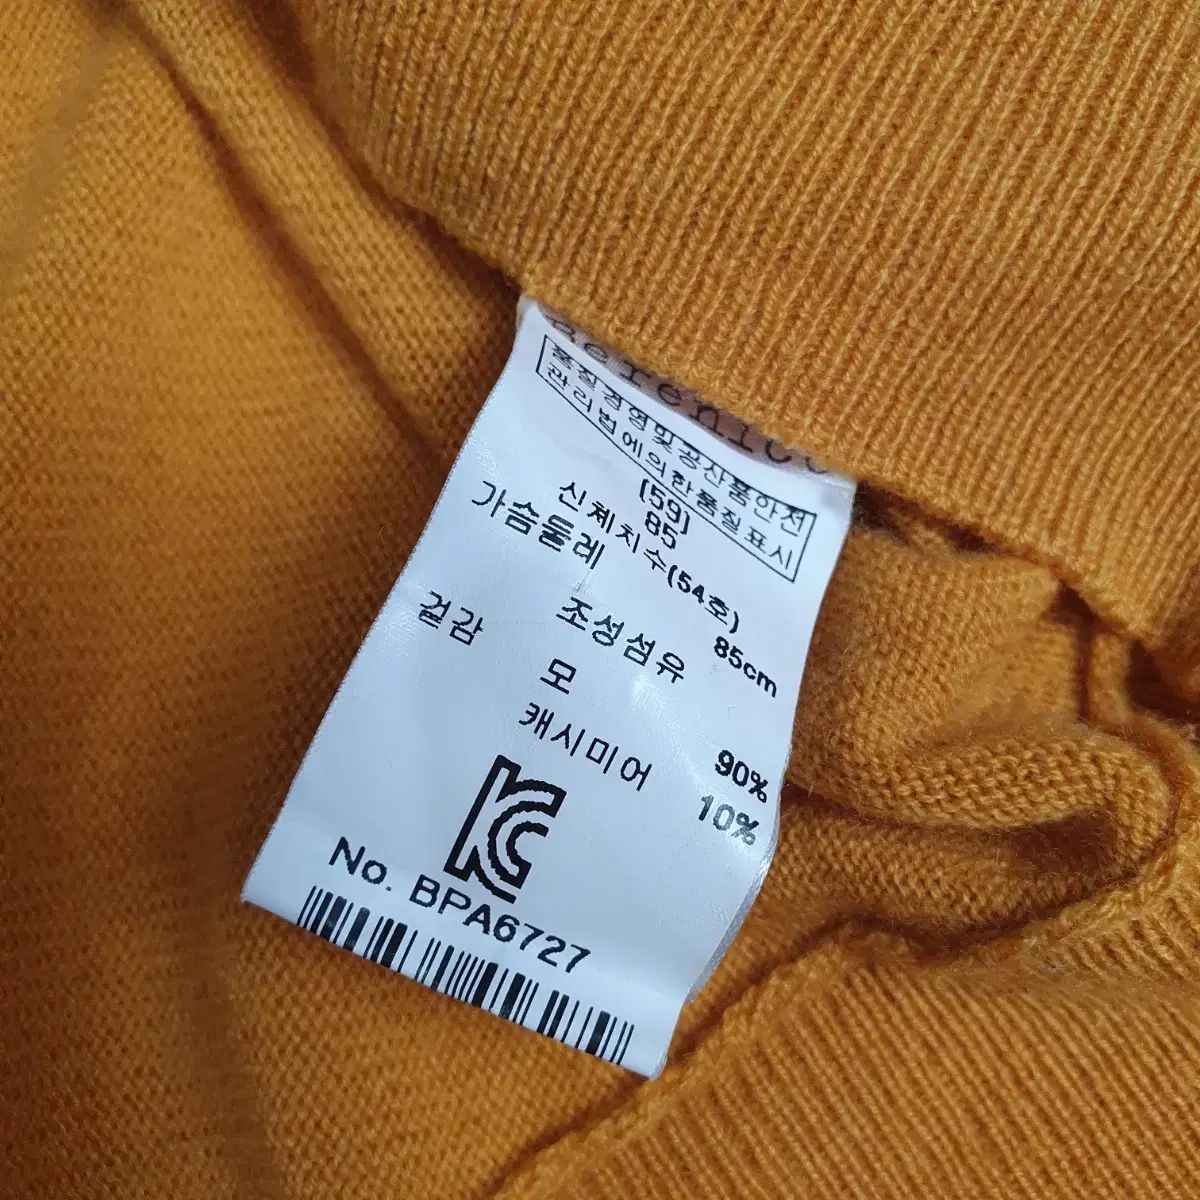 품질경영및공산품안전
관리법에의한품질표시
(59)
85
신체치수(54호)
가슴둘레 85cm
조성섬유
겉감
모 90%
캐시미어 10%
KC
No. BPA6727